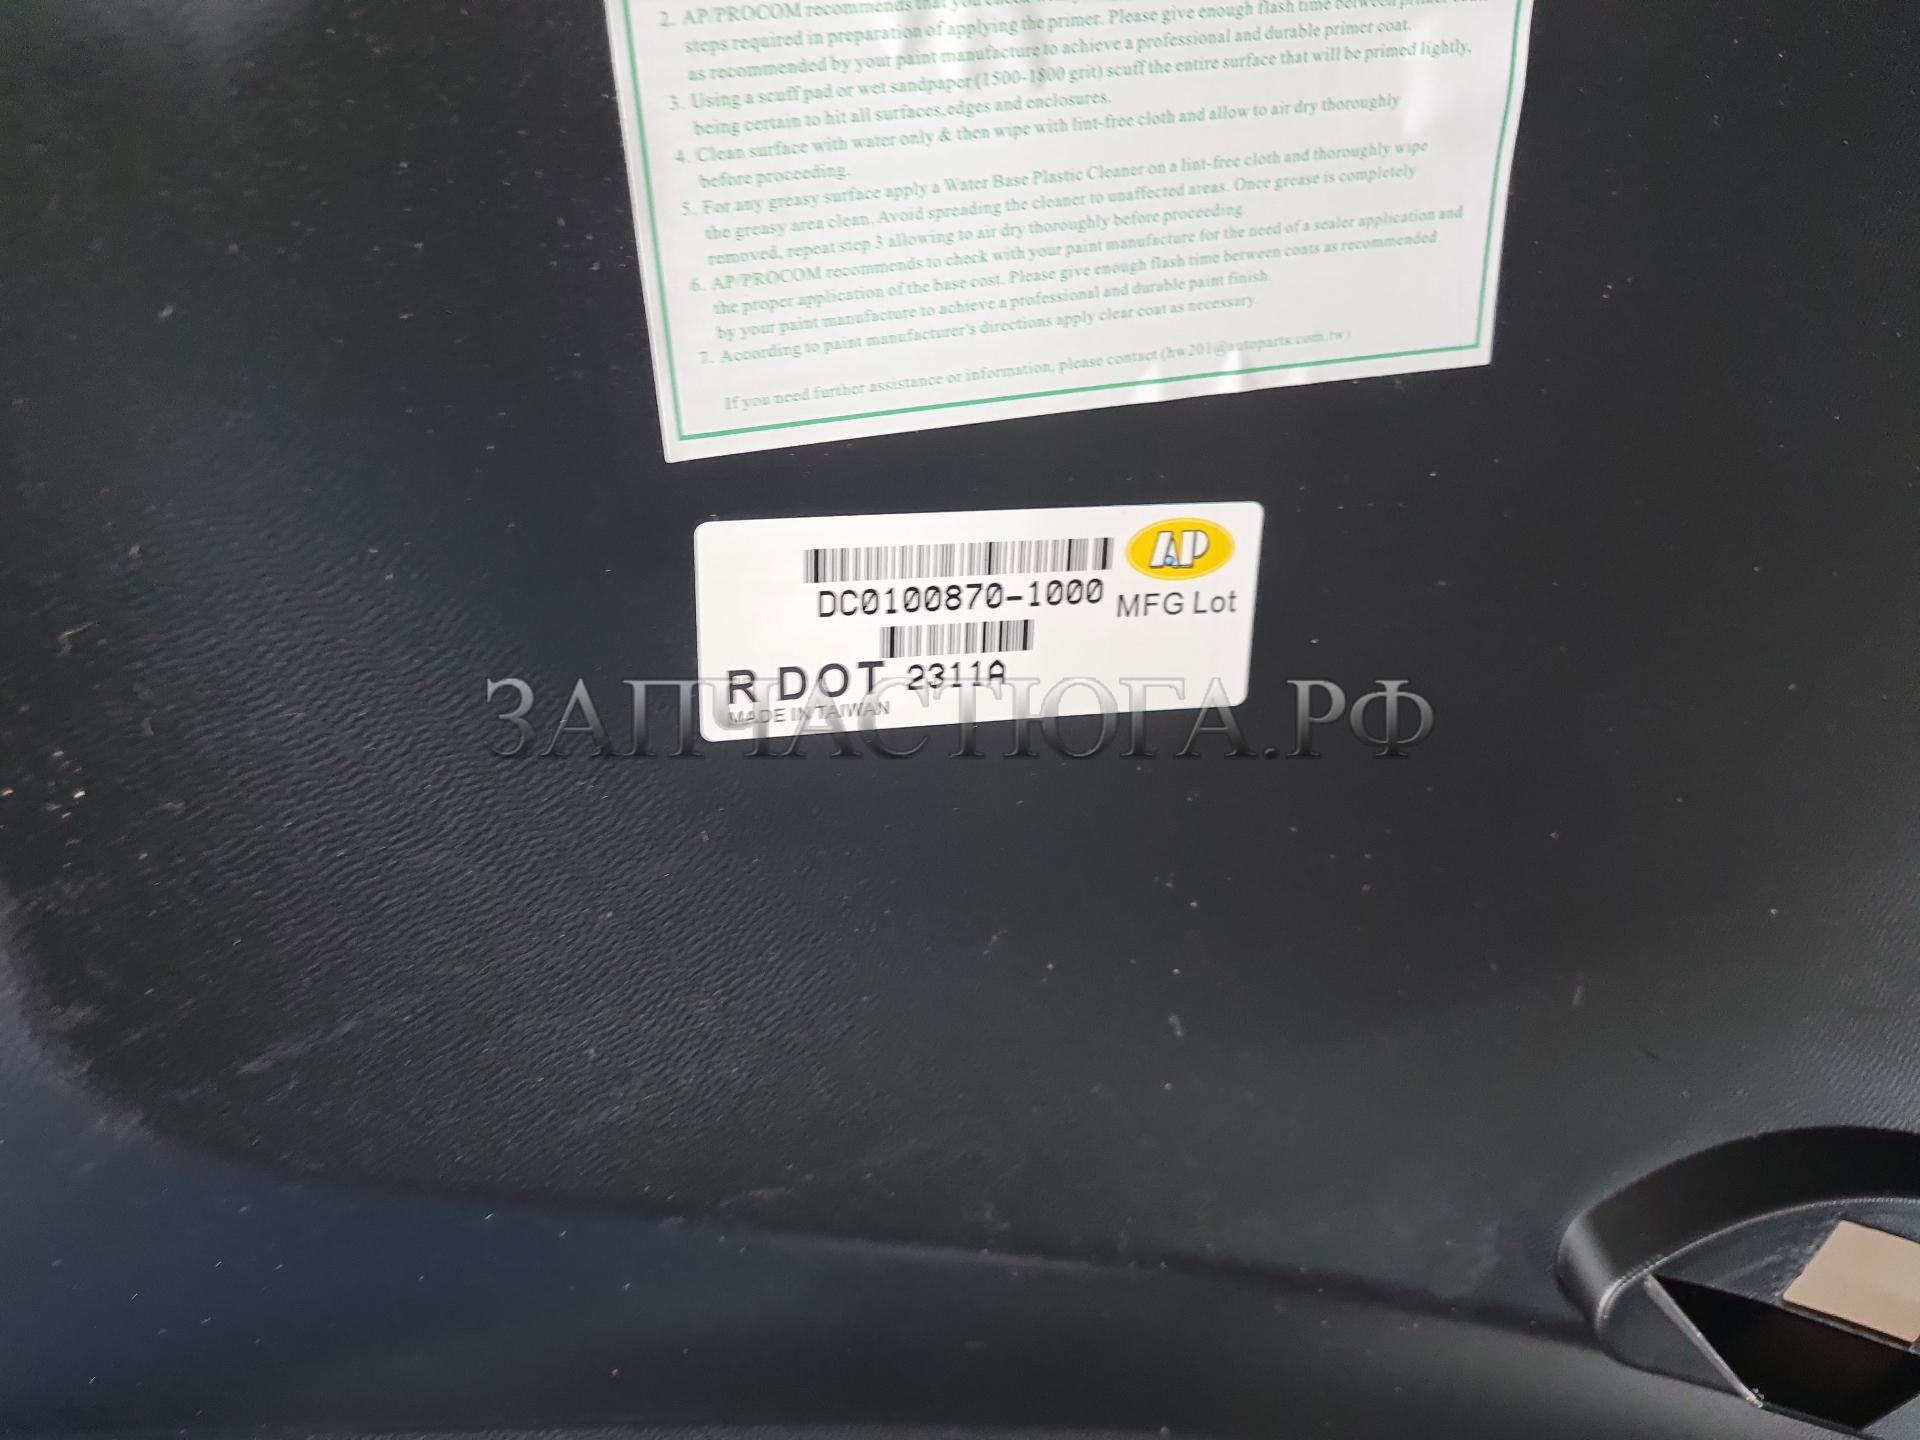 2. AP/PROCOM recommends that you check
steps required in preparation of applying the primer. Please give enough flash time between primer
as recommended by your paint manufacture to achieve a professional and durable primer coat.
3. Using a scuff pad or wet sandpaper (1500-1800 grit) scuff the entire surface that will be primed lightly,
being certain to hit all surfaces,edges and enclosures.
4. Clean surface with water only & then wipe with lint-free cloth and allow to air dry thoroughly
before proceeding.
5. For any greasy surface apply a Water Base Plastic Cleaner on a lint-free cloth and thoroughly wipe
the greasy area clean. Avoid spreading the cleaner to unaffected areas. Once grease is completely
removed, repeat step 3 allowing to air dry thoroughly before proceeding.
6. AP/PROCOM recommends to check with your paint manufacture for the need of a sealer application and
the proper application of the base cost. Please give enough flash time between coats as recommended
by your paint manufacture to achieve a professional and durable paint finish.
7. According to paint manufacturer's directions apply clear coat as necessary.
If you need further assistance or information, please contact (hw201@autoparts.com.tw)
AP
DC0100870-1000 MFG Lot
R DOT 2311A
MADE IN TAIWAN
ЗАПЧАСТЮГА.РФ